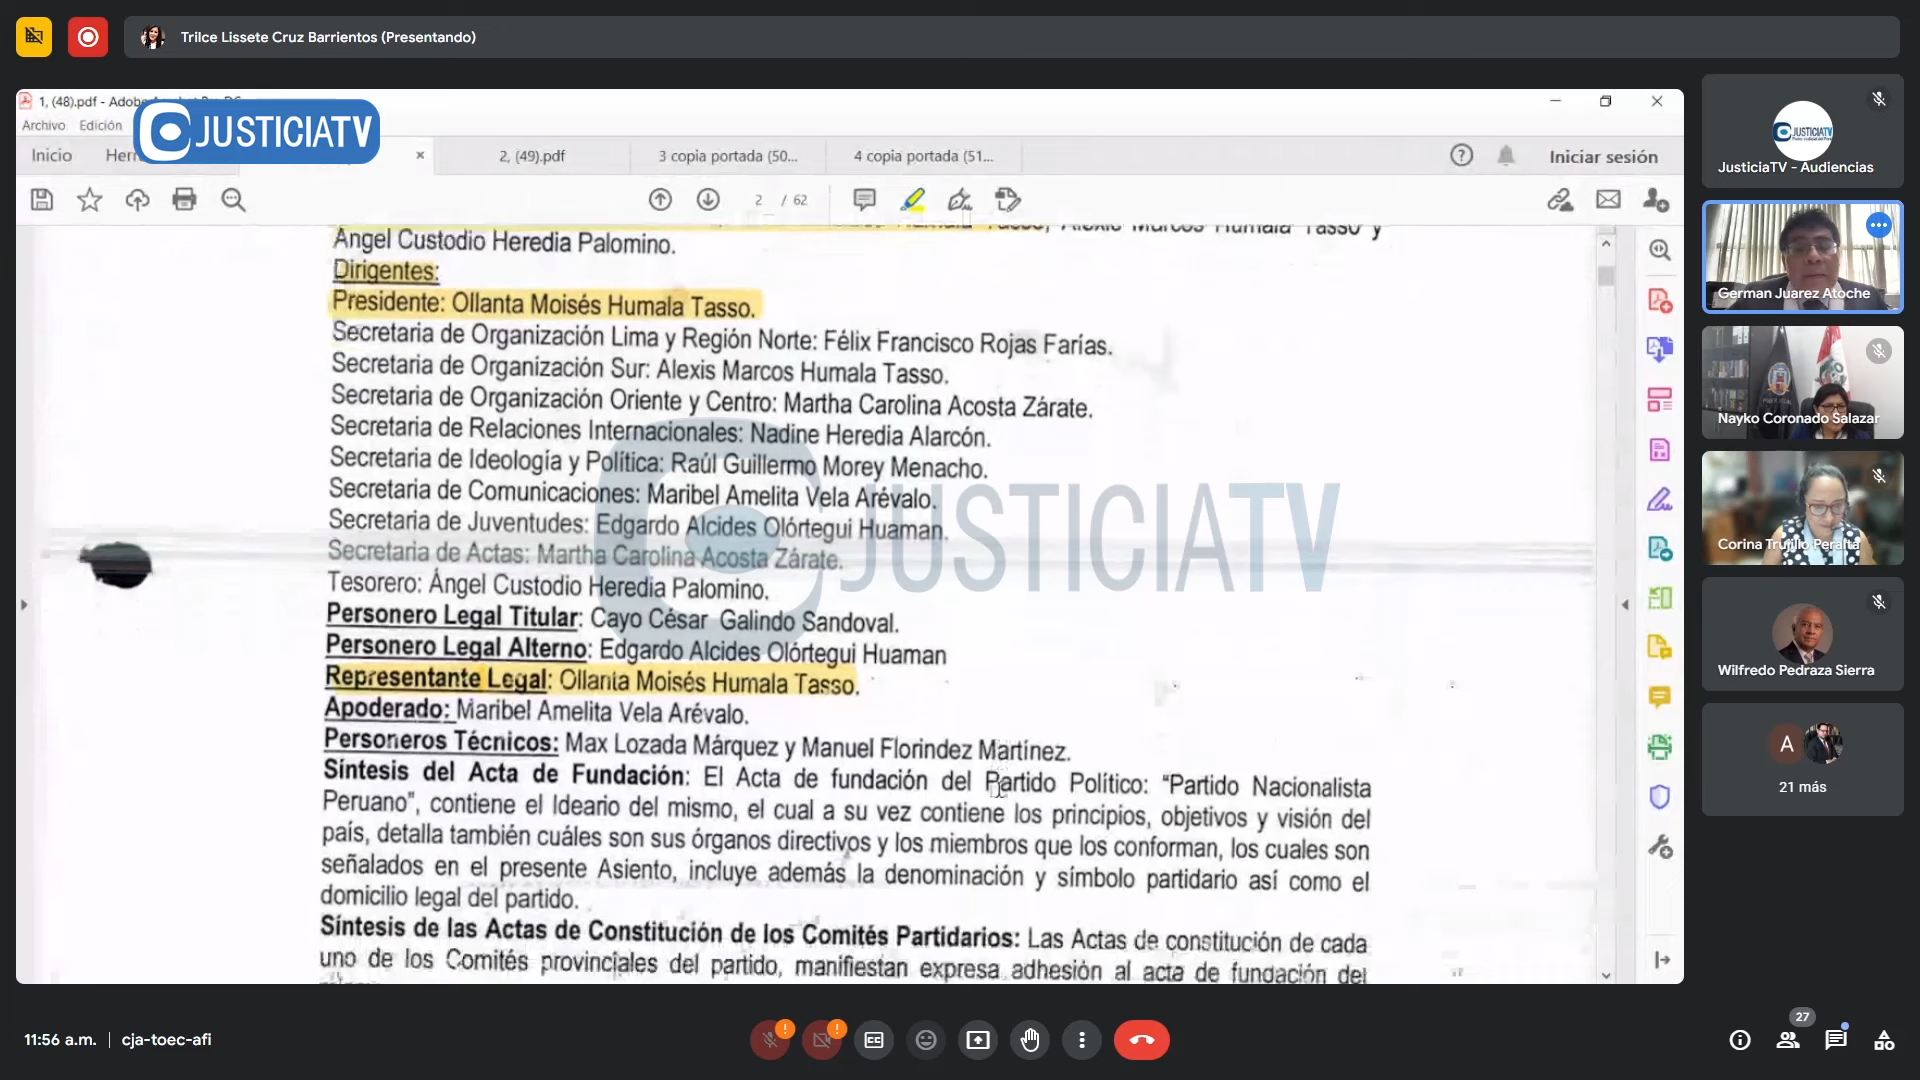 Trilce Lissete Cruz Barrientos (Presentando)
1, (48).pdf - Adobe
JUSTICIATV
Archivo Edición
Inicio
2, (49).pdf
3 copia portada (50...
4 copia portada (51...
Iniciar sesión
2 / 62
Alexis Marcos Humala Tasso y
Ángel Custodio Heredia Palomino.
Dirigentes:
Presidente: Ollanta Moisés Humala Tasso.
Secretaria de Organización Lima y Región Norte: Félix Francisco Rojas Farías.
Secretaria de Organización Sur: Alexis Marcos Humala Tasso.
Secretaria de Organización Oriente y Centro: Martha Carolina Acosta Zárate.
Secretaria de Relaciones Internacionales: Nadine Heredia Alarcón.
Secretaria de Ideología y Política: Raúl Guillermo Morey Menacho.
Secretaria de Comunicaciones: Maribel Amelita Vela Arévalo.
Secretaria de Juventudes: Edgardo Alcides Olórtegui Huaman.
Secretaria de Actas: Martha Carolina Acosta Zárate.
Tesorero: Ángel Custodio Heredia Palomino.
Personero Legal Titular: Cayo César Galindo Sandoval.
Personero Legal Alterno: Edgardo Alcides Olórtegui Huaman
Representante Legal: Ollanta Moisés Humala Tasso.
Apoderado: Maribel Amelita Vela Arévalo.
Personeros Técnicos: Max Lozada Márquez y Manuel Florindez Martínez.
Síntesis del Acta de Fundación: El Acta de fundación del Partido Político: “Partido Nacionalista
Peruano”, contiene el Ideario del mismo, el cual a su vez contiene los principios, objetivos y visión del
país, detalla también cuáles son sus órganos directivos y los miembros que los conforman, los cuales son
señalados en el presente Asiento, incluye además la denominación y símbolo partidario así como el
domicilio legal del partido.
Síntesis de las Actas de Constitución de los Comités Partidarios: Las Actas de constitución de cada
uno de los Comités provinciales del partido, manifiestan expresa adhesión al acta de fundación del
JUSTICIATV
JUSTICIATV
JusticiaTV - Audiencias
German Juarez Atoche
Nayko Coronado Salazar
Corina Trujillo Peralta
Wilfredo Pedraza Sierra
A
21 más
11:56 a.m. | cja-toec-afi
27